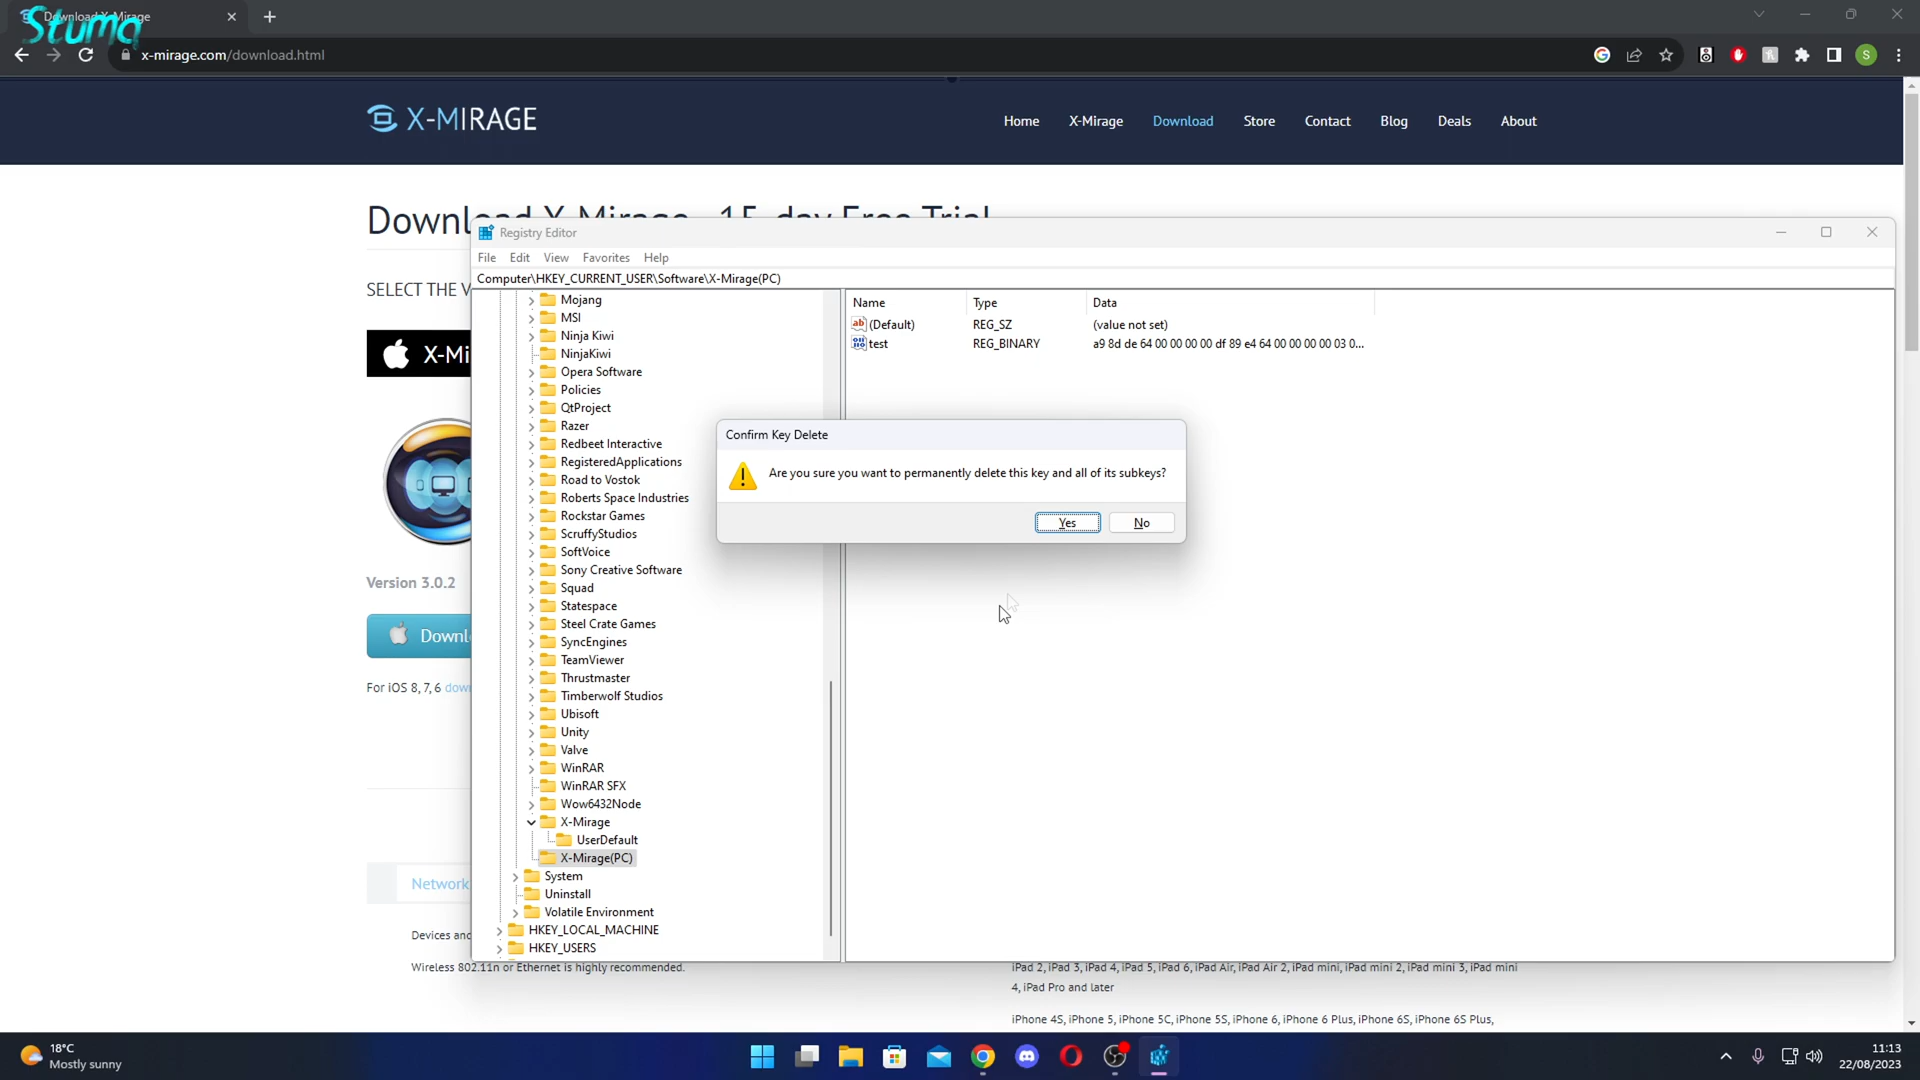 Stuma
Download X-Mirage
x-mirage.com/download.html
S
X-MIRAGE
Home
X-Mirage
Download
Store
Contact
Blog
Deals
About
Download X-Mirage - 15-day Free Trial
SELECT THE V
X-Mi
Version 3.0.2
Downl
For iOS 8, 7, 6 down
Network
Devices and
Wireless 802.11n or Ethernet is highly recommended.
Registry Editor
File Edit View Favorites Help
Computer\HKEY_CURRENT_USER\Software\X-Mirage(PC)
Mojang
MSI
Ninja Kiwi
NinjaKiwi
Opera Software
Policies
QtProject
Razer
Redbeet Interactive
RegisteredApplications
Road to Vostok
Roberts Space Industries
Rockstar Games
ScruffyStudios
SoftVoice
Sony Creative Software
Squad
Statespace
Steel Crate Games
SyncEngines
TeamViewer
Thrustmaster
Timberwolf Studios
Ubisoft
Unity
Valve
WinRAR
WinRAR SFX
Wow6432Node
X-Mirage
UserDefault
X-Mirage(PC)
System
Uninstall
Volatile Environment
HKEY_LOCAL_MACHINE
HKEY_USERS
Name Type Data
(Default) REG_SZ (value not set)
test REG_BINARY a9 8d de 64 00 00 00 00 df 89 e4 64 00 00 00 00 03 0...
Confirm Key Delete
Are you sure you want to permanently delete this key and all of its subkeys?
Yes No
iPad 2, iPad 3, iPad 4, iPad 5, iPad 6, iPad Air, iPad Air 2, iPad mini, iPad mini 2, iPad mini 3, iPad mini
4, iPad Pro and later
iPhone 4S, iPhone 5, iPhone 5C, iPhone 5S, iPhone 6, iPhone 6 Plus, iPhone 6S, iPhone 6S Plus,
18°C
Mostly sunny
11:13
22/08/2023